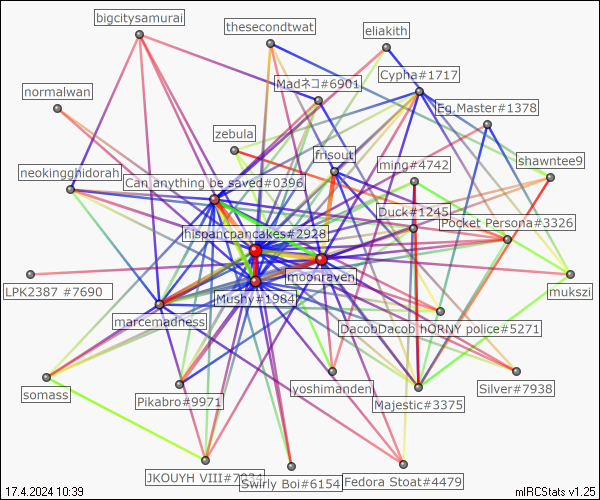 bigcitysamurai
thesecondtwat
eliakith
Madネコ#6901
Cypha#1717
normalwan
Eg.Master#1378
zebula
frisout
ming#4742
shawntee9
neokingghidorah
Can anything be saved#0396
Duck#1245
Pocket Persona#3326
hispancpancakes#2928
moonraven
LPK2387 #7690
Mushy#1984
mukszi
marcemadness
DacobDacob hORNY police#5271
somass
Pikabro#9971
yoshimanden
Majestic#3375
Silver#7938
JKOUYH VIII
Swirly Boi#6154
Fedora Stoat#4479
17.4.2024 10:39
mIRCStats v1.25